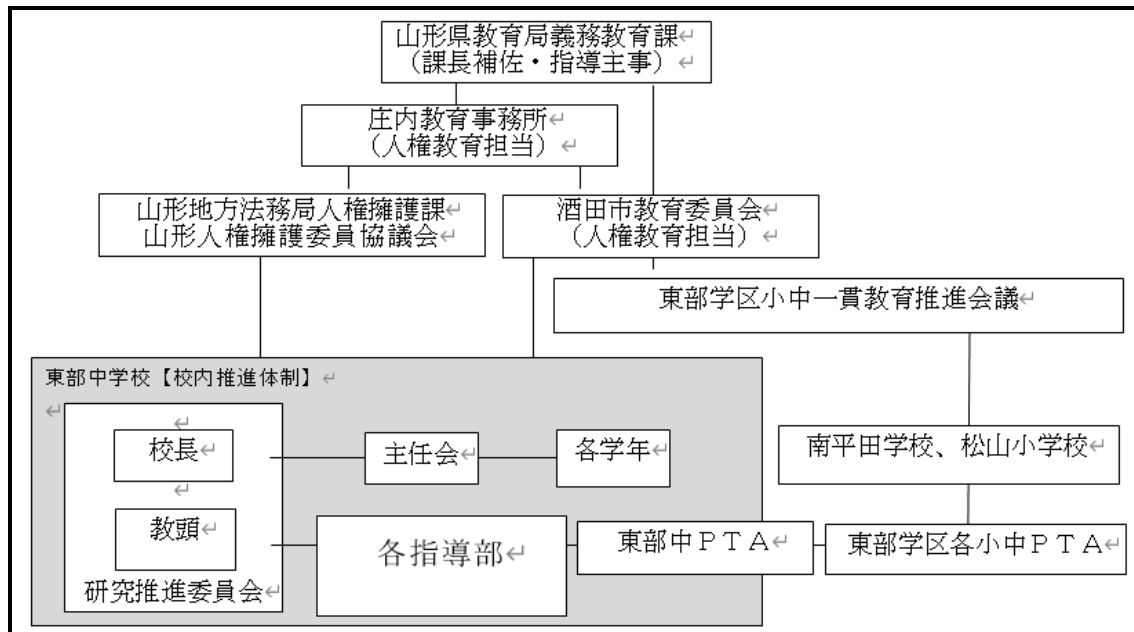 山形県教育局義務教育課
(課長補佐・指導主事)
庄内教育事務所
(人権教育担当)
山形地方法務局人権擁護課
山形人権擁護委員協議会
酒田市教育委員会
(人権教育担当)
東部学区小中一貫教育推進会議
東部中学校【校内推進体制】
校長
主任会
各学年
南平田学校、松山小学校
教頭
各指導部
東部中PTA
東部学区各小中PTA
研究推進委員会